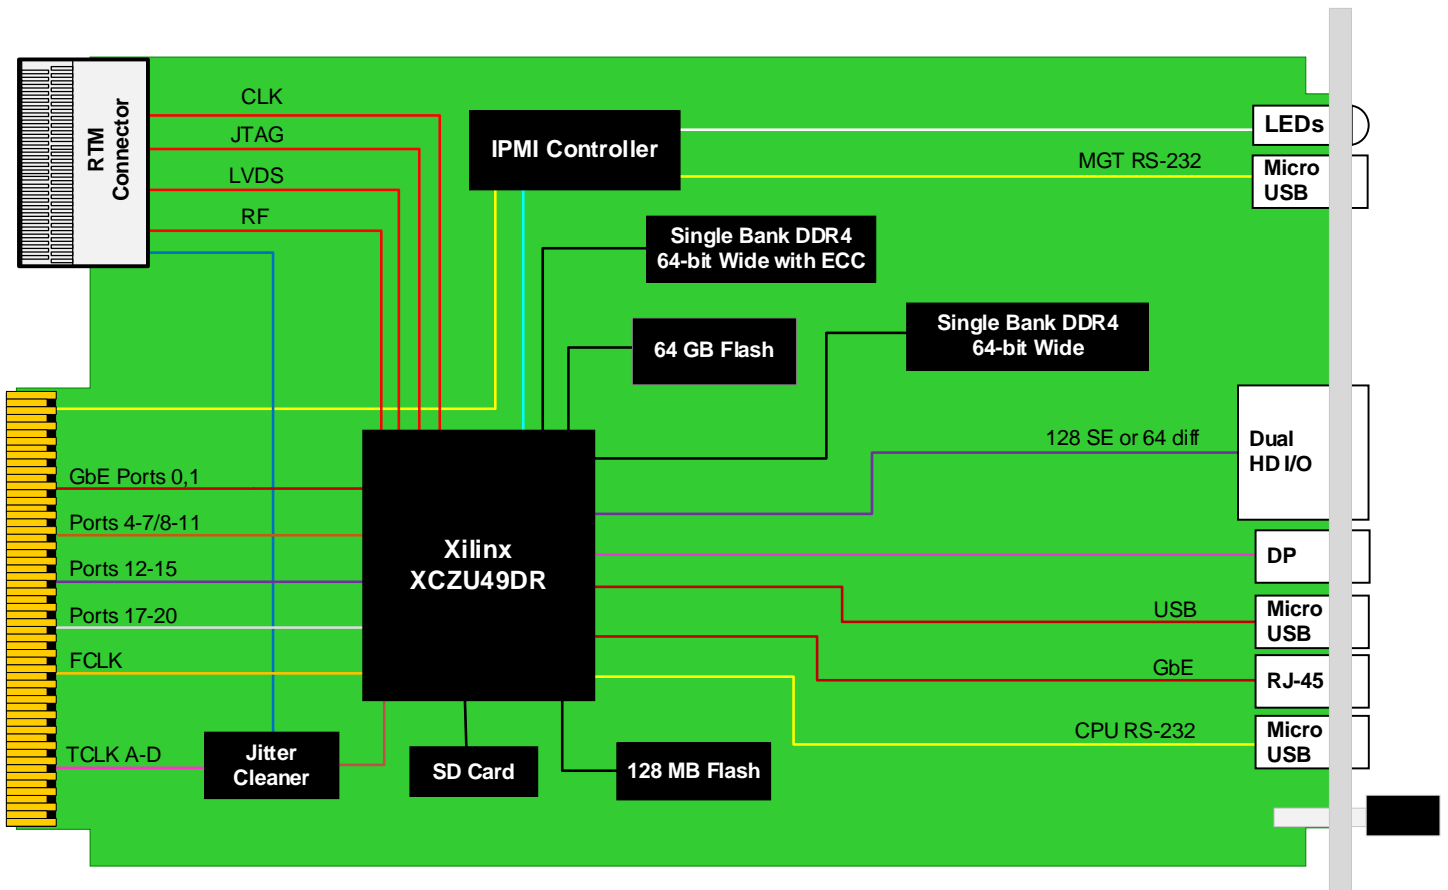 RTM
Connector
CLK
JTAG
LVDS
RF
IPMI Controller
LEDs
MGT RS-232
Micro
USB
Single Bank DDR4
64-bit Wide with ECC
64 GB Flash
Single Bank DDR4
64-bit Wide
128 SE or 64 diff
Dual
HD I/O
GbE Ports 0,1
Ports 4-7/8-11
Ports 12-15
Ports 17-20
FCLK
TCLK A-D
Xilinx
XCZU49DR
DP
USB
Micro
USB
GbE
RJ-45
CPU RS-232
Micro
USB
Jitter
Cleaner
SD Card
128 MB Flash